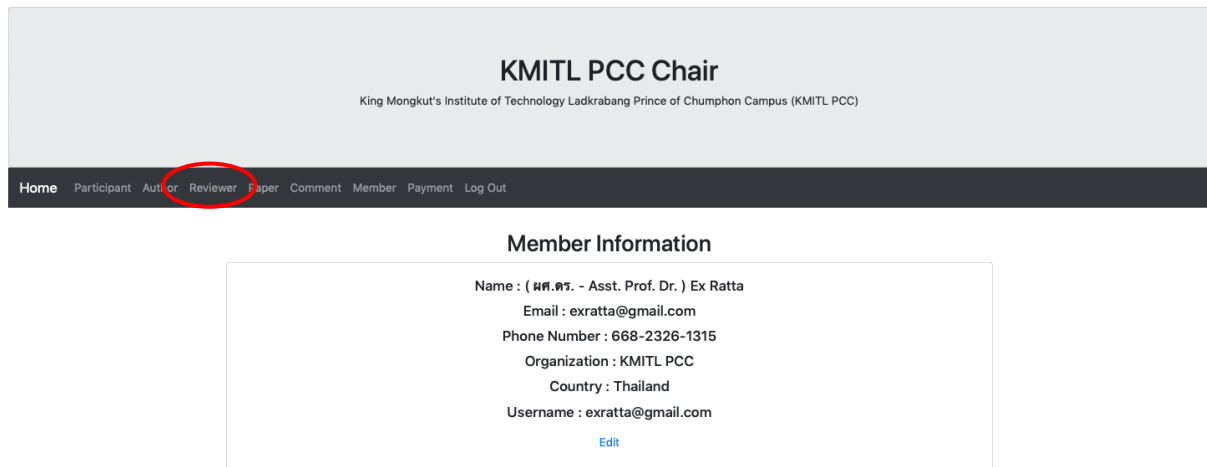 KMITL PCC Chair
King Mongkut's Institute of Technology Ladkrabang Prince of Chumphon Campus (KMITL PCC)
Home Participant Author Reviewer Paper Comment Member Payment Log Out
Member Information
Name : ( ผศ.ดร. - Asst. Prof. Dr. ) Ex Ratta
Email : exratta@gmail.com
Phone Number : 668-2326-1315
Organization : KMITL PCC
Country : Thailand
Username : exratta@gmail.com
Edit